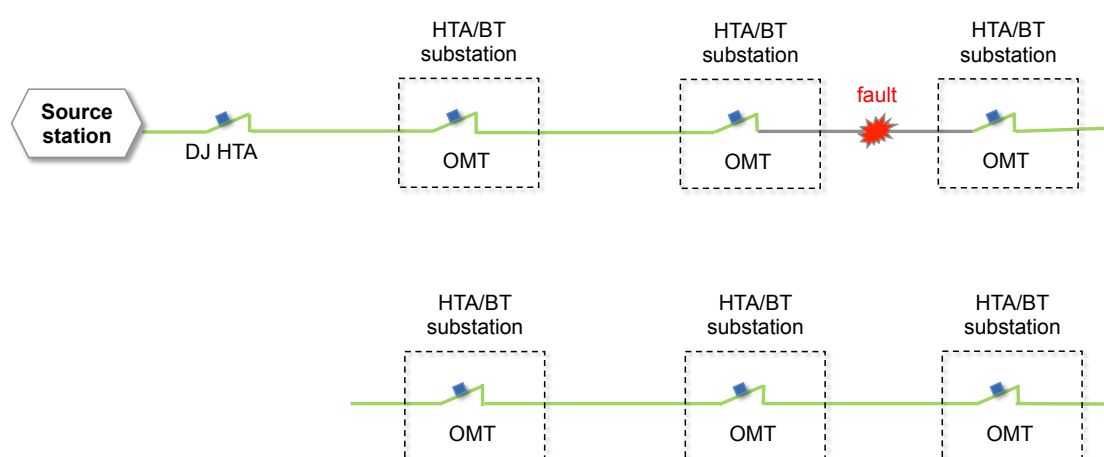 HTA/BT
substation
HTA/BT
substation
HTA/BT
substation
Source
station
fault
DJ HTA
OMT
OMT
OMT
HTA/BT
substation
HTA/BT
substation
HTA/BT
substation
OMT
OMT
OMT